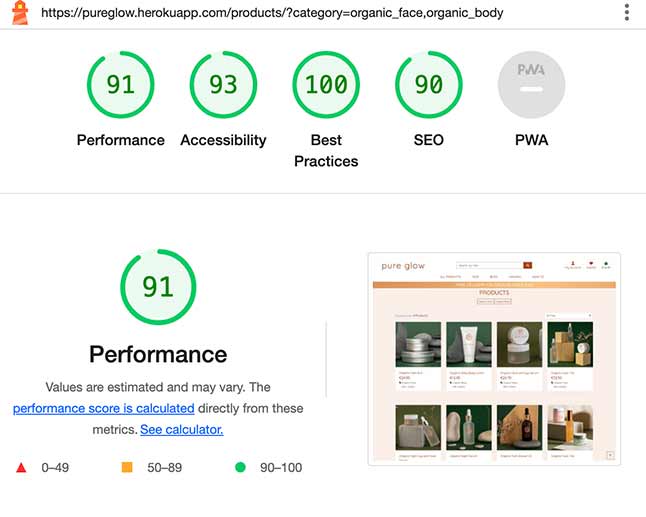 https://pureglow.herokuapp.com/products/?category=organic_face,organic_body
91 93 100 90 PWA
Performance Accessibility Best Practices SEO PWA
91
Performance
Values are estimated and may vary. The
performance score is calculated directly from these
metrics. See calculator.
0–49 50–89 90–100
pure glow
PRODUCTS